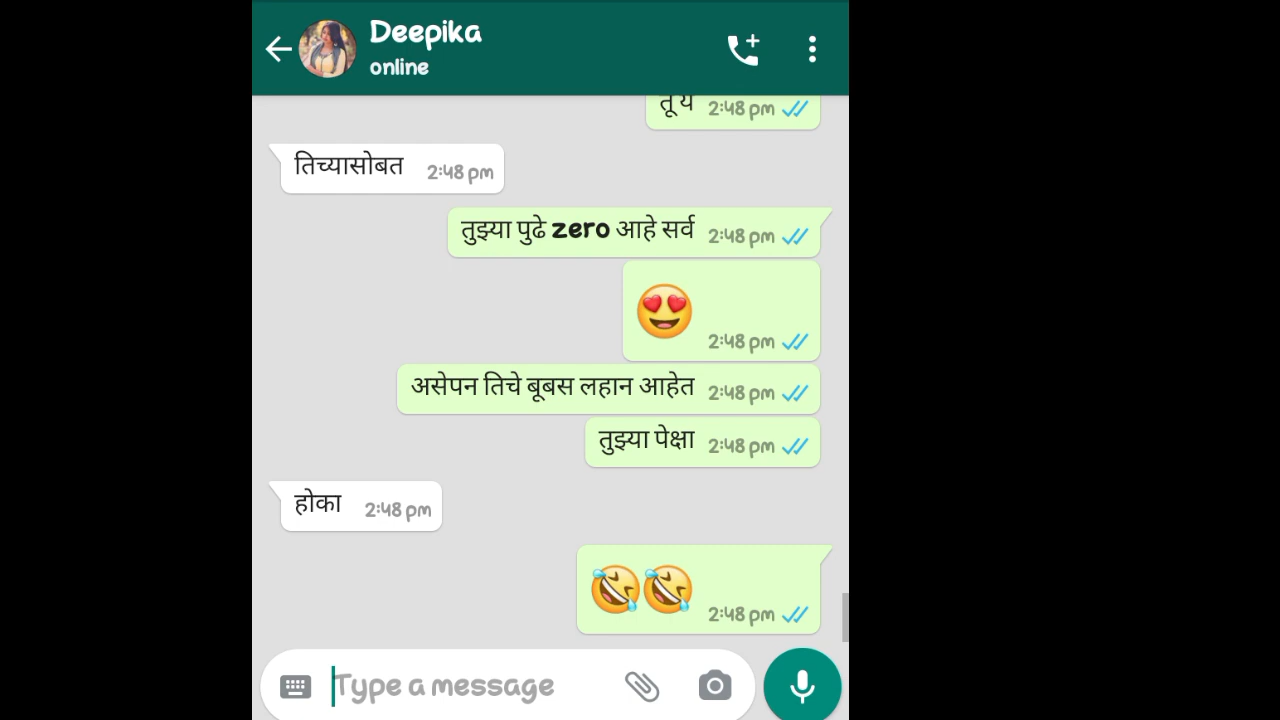 Deepika
online
तू य 2:48 pm
तिच्यासोबत 2:48 pm
तुझ्या पुढे zero आहे सर्व 2:48 pm
2:48 pm
असेपन तिचे बूबस लहान आहेत 2:48 pm
तुझ्या पेक्षा 2:48 pm
होका 2:48 pm
2:48 pm
Type a message